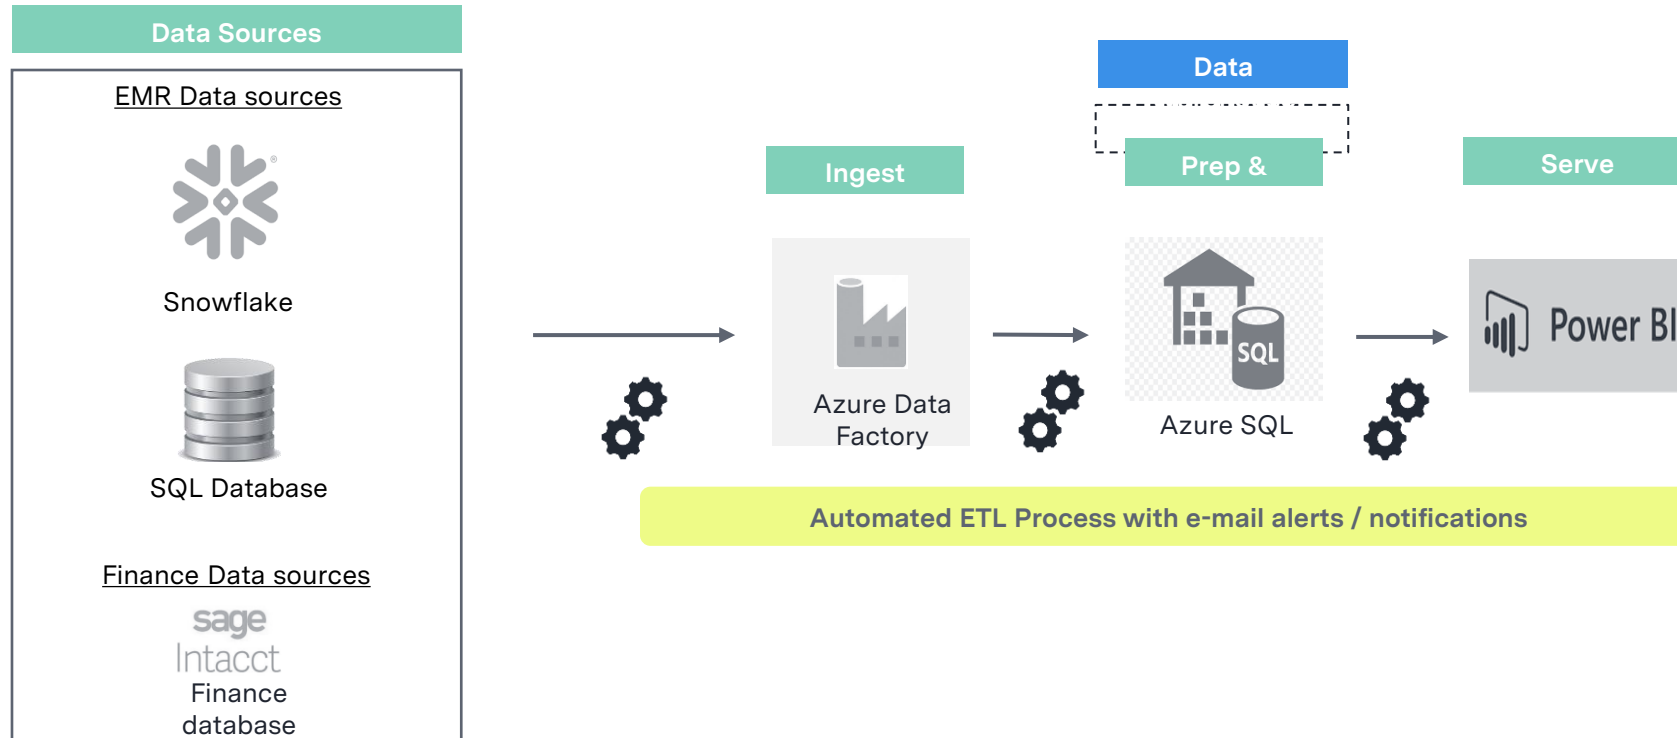 Data Sources
EMR Data sources
Snowflake
SQL Database
Finance Data sources
sage
Intacct
Finance
database
Data
Ingest
Prep &
Serve
Azure Data
Factory
SQL
Azure SQL
Power BI
Automated ETL Process with e-mail alerts / notifications